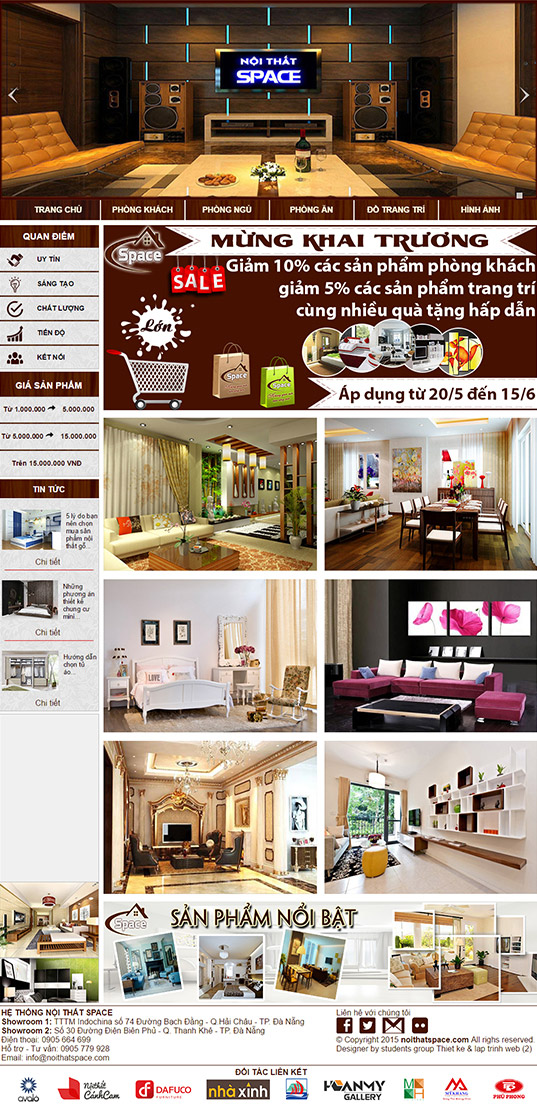 NỘI THẤT
SPACE
TRANG CHỦ
PHÒNG KHÁCH
PHÒNG NGỦ
PHÒNG ĂN
ĐỒ TRANG TRÍ
HÌNH ẢNH
QUAN ĐIỂM
UY TÍN
SÁNG TẠO
CHẤT LƯỢNG
TIẾN ĐỘ
KẾT NỐI
GIÁ SẢN PHẨM
Từ 1.000.000 5.000.000
Từ 5.000.000 15.000.000
Trên 15.000.000 VNĐ
TIN TỨC
5 lý do bạn
nên chọn
mua sản
phẩm nội
thất gỗ...
Chi tiết
Những
phương án
thiết kế
chung cư
mini...
Chi tiết
Hướng dẫn
chọn tủ
áo...
Chi tiết
Space
MỪNG KHAI TRƯƠNG
SALE
Giảm 10% các sản phẩm phòng khách
giảm 5% các sản phẩm trang trí
cùng nhiều quà tặng hấp dẫn
Lớn
Space
Space
Áp dụng từ 20/5 đến 15/6
LOVE
Space
SẢN PHẨM NỔI BẬT
HỆ THỐNG NỘI THẤT SPACE
Showroom 1: TTTM Indochina số 74 Đường Bạch Đằng - Q.Hải Châu - TP. Đà Nẵng
Showroom 2: Số 30 Đường Điện Biên Phủ - Q. Thanh Khê - TP. Đà Nẵng
Điện thoại: 0905 664 699
Hỗ trợ - Tư vấn: 0905 779 928
Email: info@noithatspace.com
Liên hệ với chúng tôi
© Copyright 2015 noithatspace.com All righs reserved.
Designer by students group Thiet ke & lap trinh web (2)
ĐỐI TÁC LIÊN KẾT
avalo
Nội thất
CánhCam
DAFUCO
FURNITURE
nhà xinh
HOANMY
GALLERY
MỸ KHANG
PHÚ PHONG